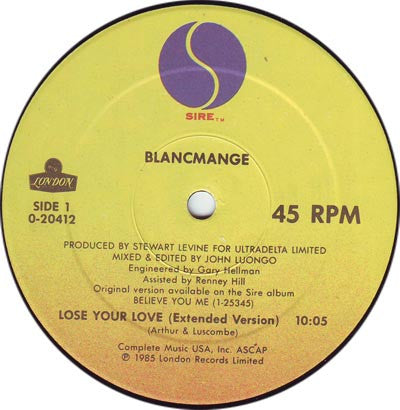 SIRE™
BLANCMANGE
LONDON
SIDE 1
0-20412
45 RPM
PRODUCED BY STEWART LEVINE FOR ULTRADELTA LIMITED
MIXED & EDITED BY JOHN LUONGO
Engineered by Gary Hellman
Assisted by Renney Hill
Original version available on the Sire album
BELIEVE YOU ME (1-25345)
LOSE YOUR LOVE (Extended Version) 10:05
(Arthur & Luscombe)
Complete Music USA, Inc. ASCAP
℗ 1985 London Records Limited